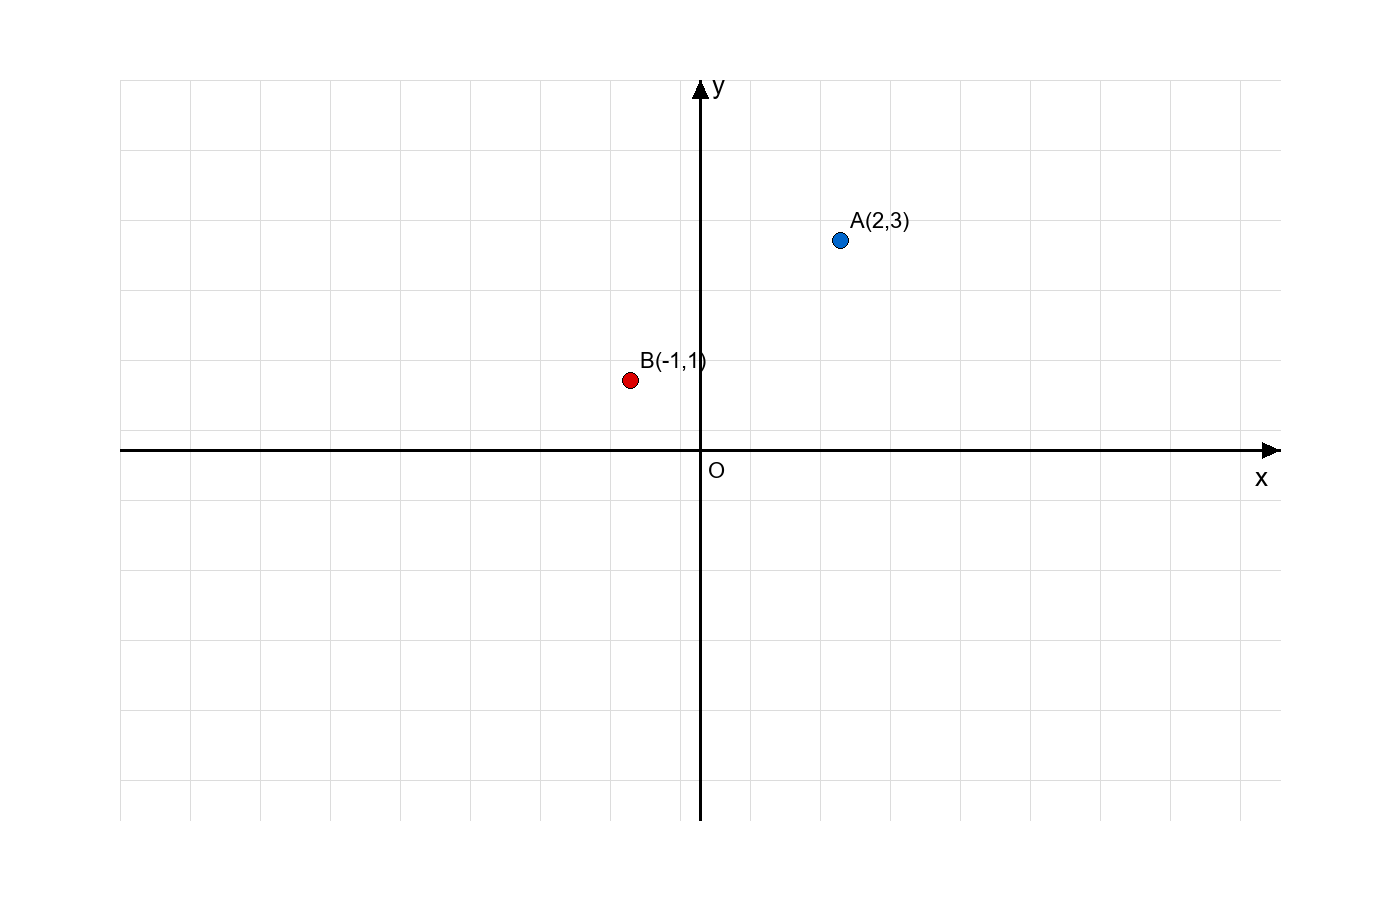 y
A(2,3)
B(-1,1)
O
x